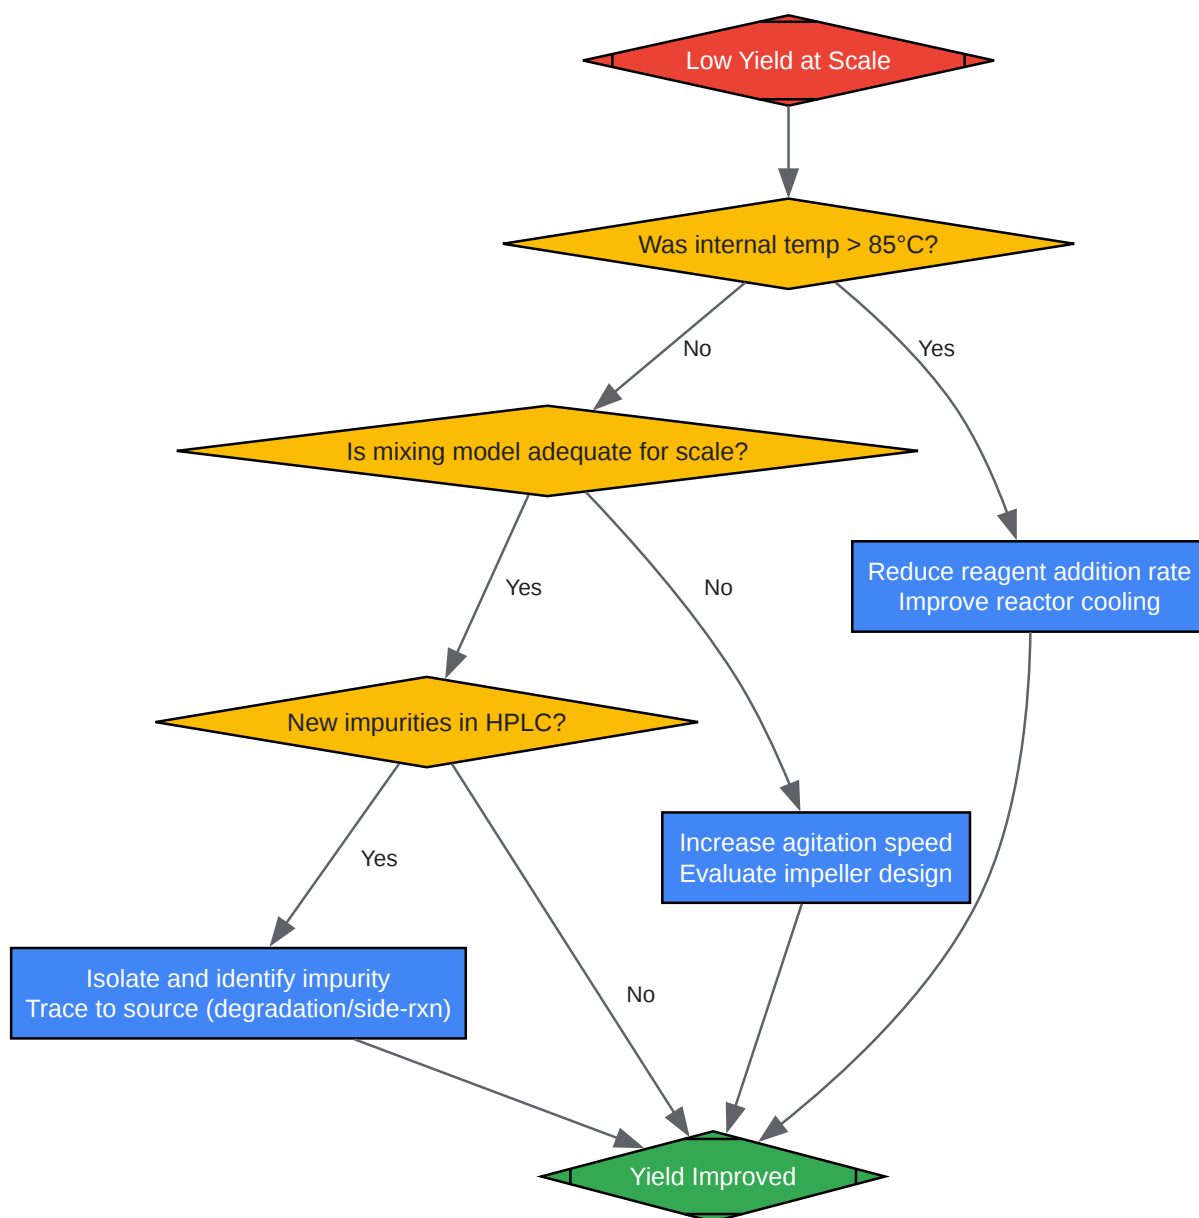 Low Yield at Scale
Was internal temp > 85°C?
No
Yes
Is mixing model adequate for scale?
Yes
No
Reduce reagent addition rate
Improve reactor cooling
New impurities in HPLC?
Yes
No
Increase agitation speed
Evaluate impeller design
Isolate and identify impurity
Trace to source (degradation/side-rxn)
Yield Improved